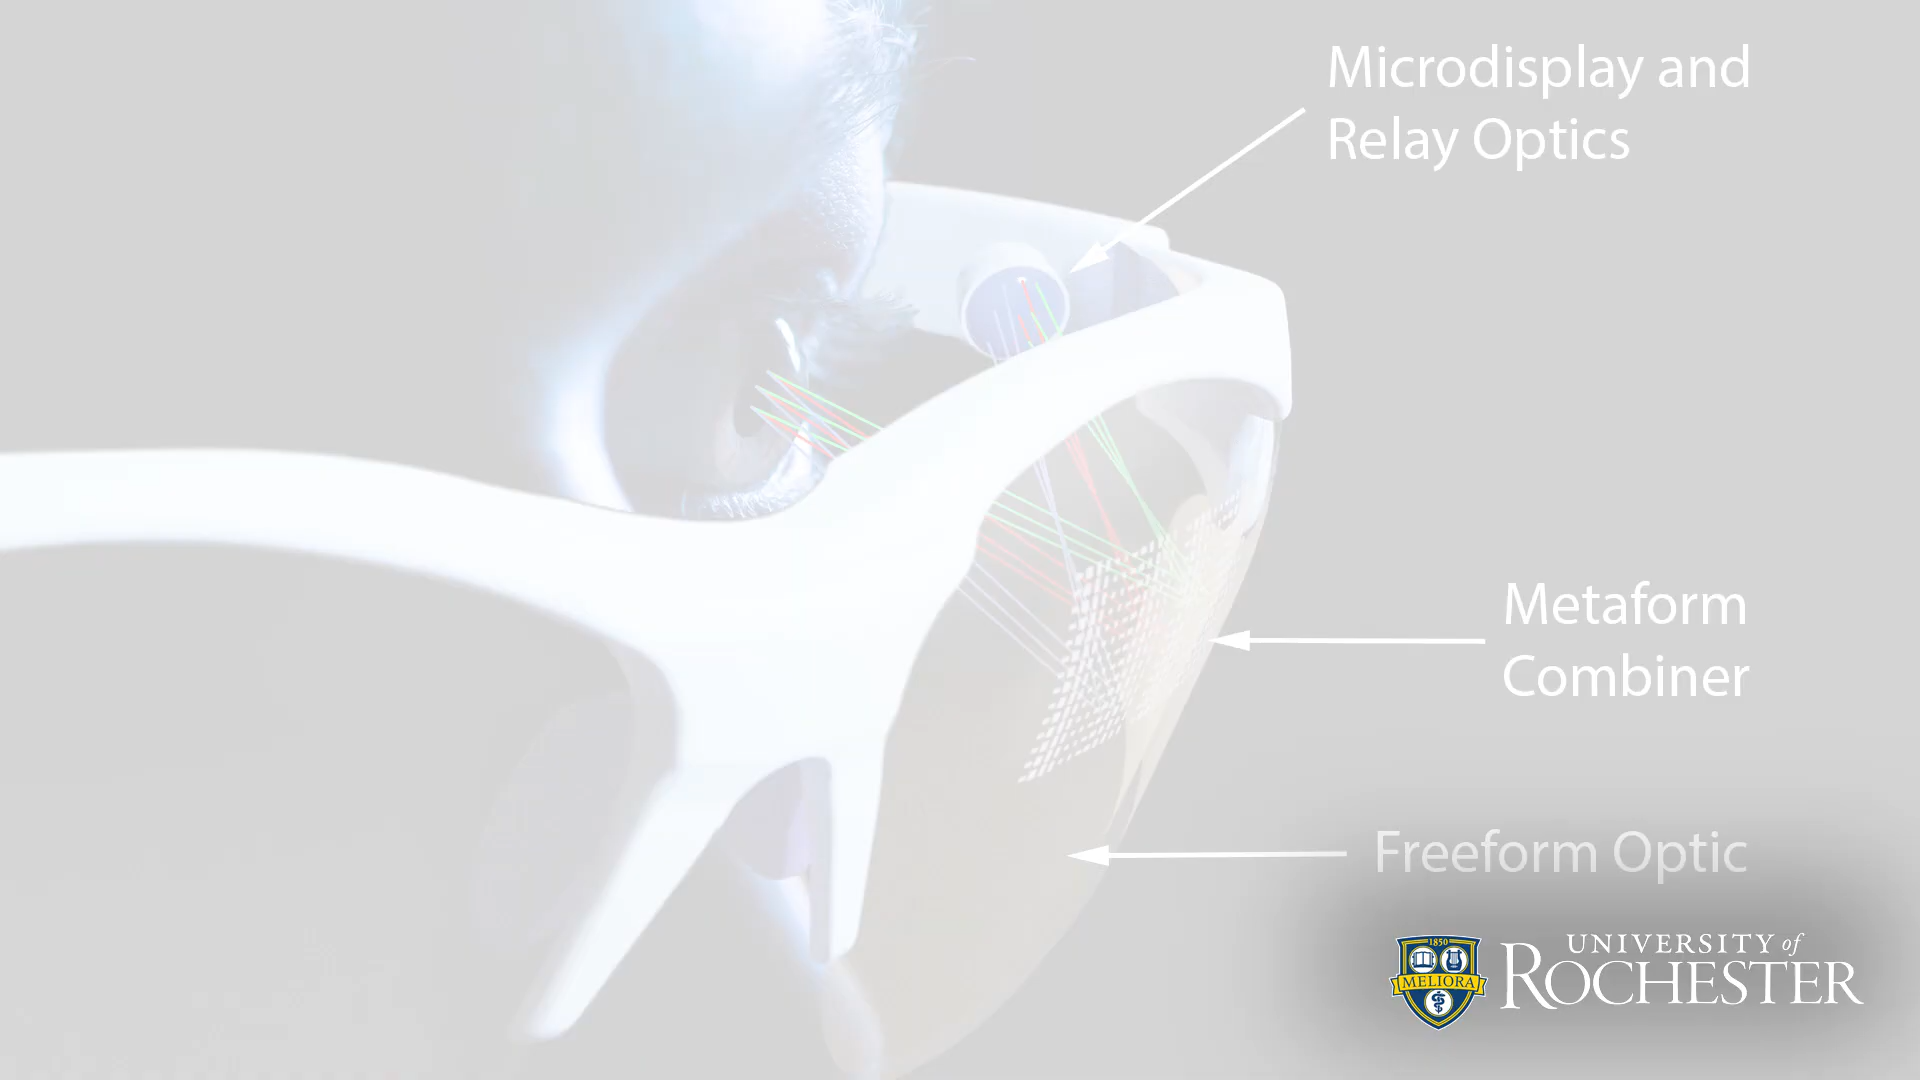 Microdisplay and
Relay Optics
Metaform
Combiner
Freeform Optic
1850
MELIORA
UNIVERSITY of
ROCHESTER